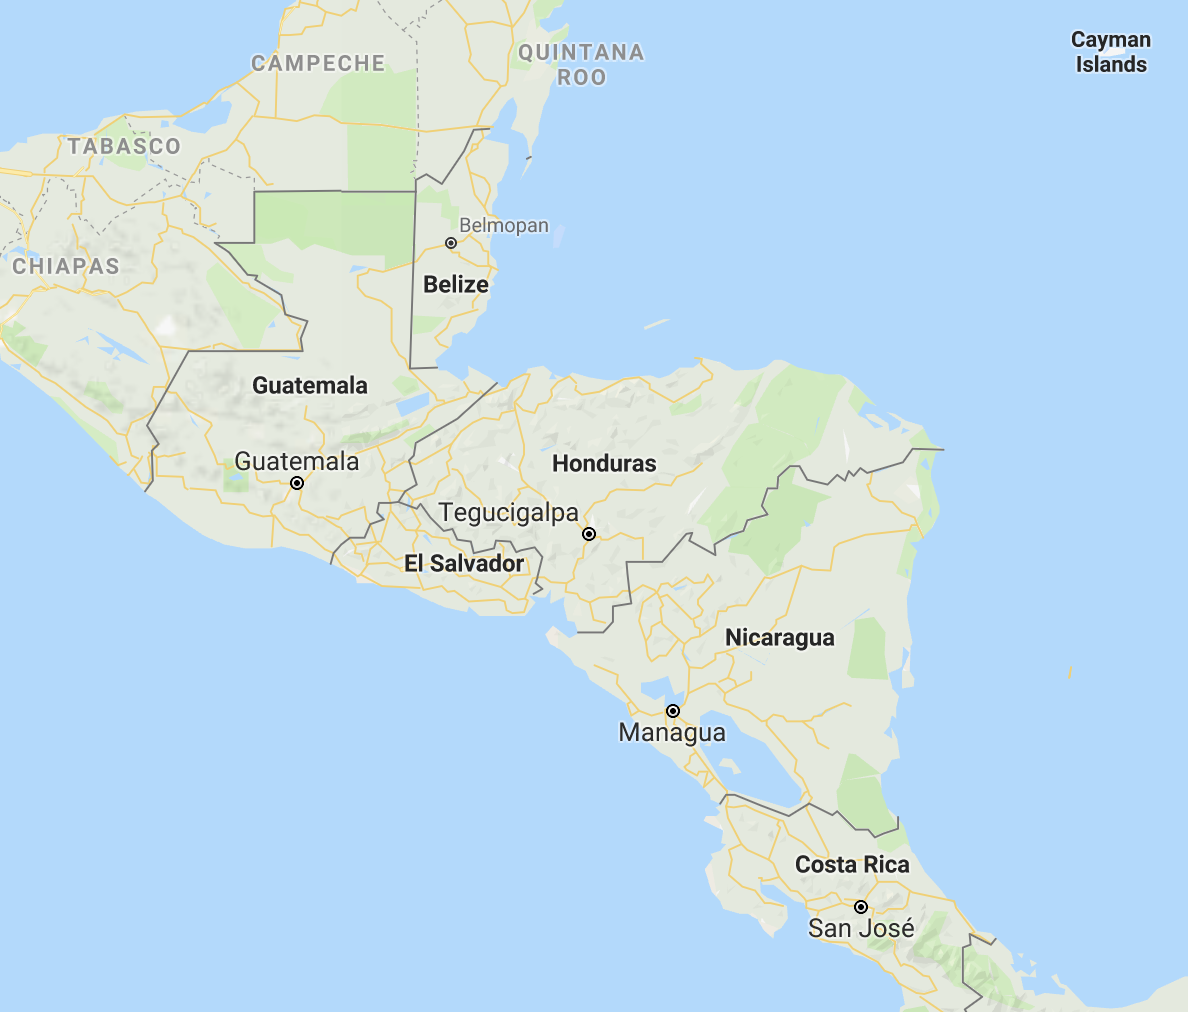 Cayman
Islands
QUINTANA
ROO
CAMPECHE
TABASCO
Belmopan
CHIAPAS
Belize
Guatemala
Guatemala
Honduras
Tegucigalpa
El Salvador
Nicaragua
Managua
Costa Rica
San José